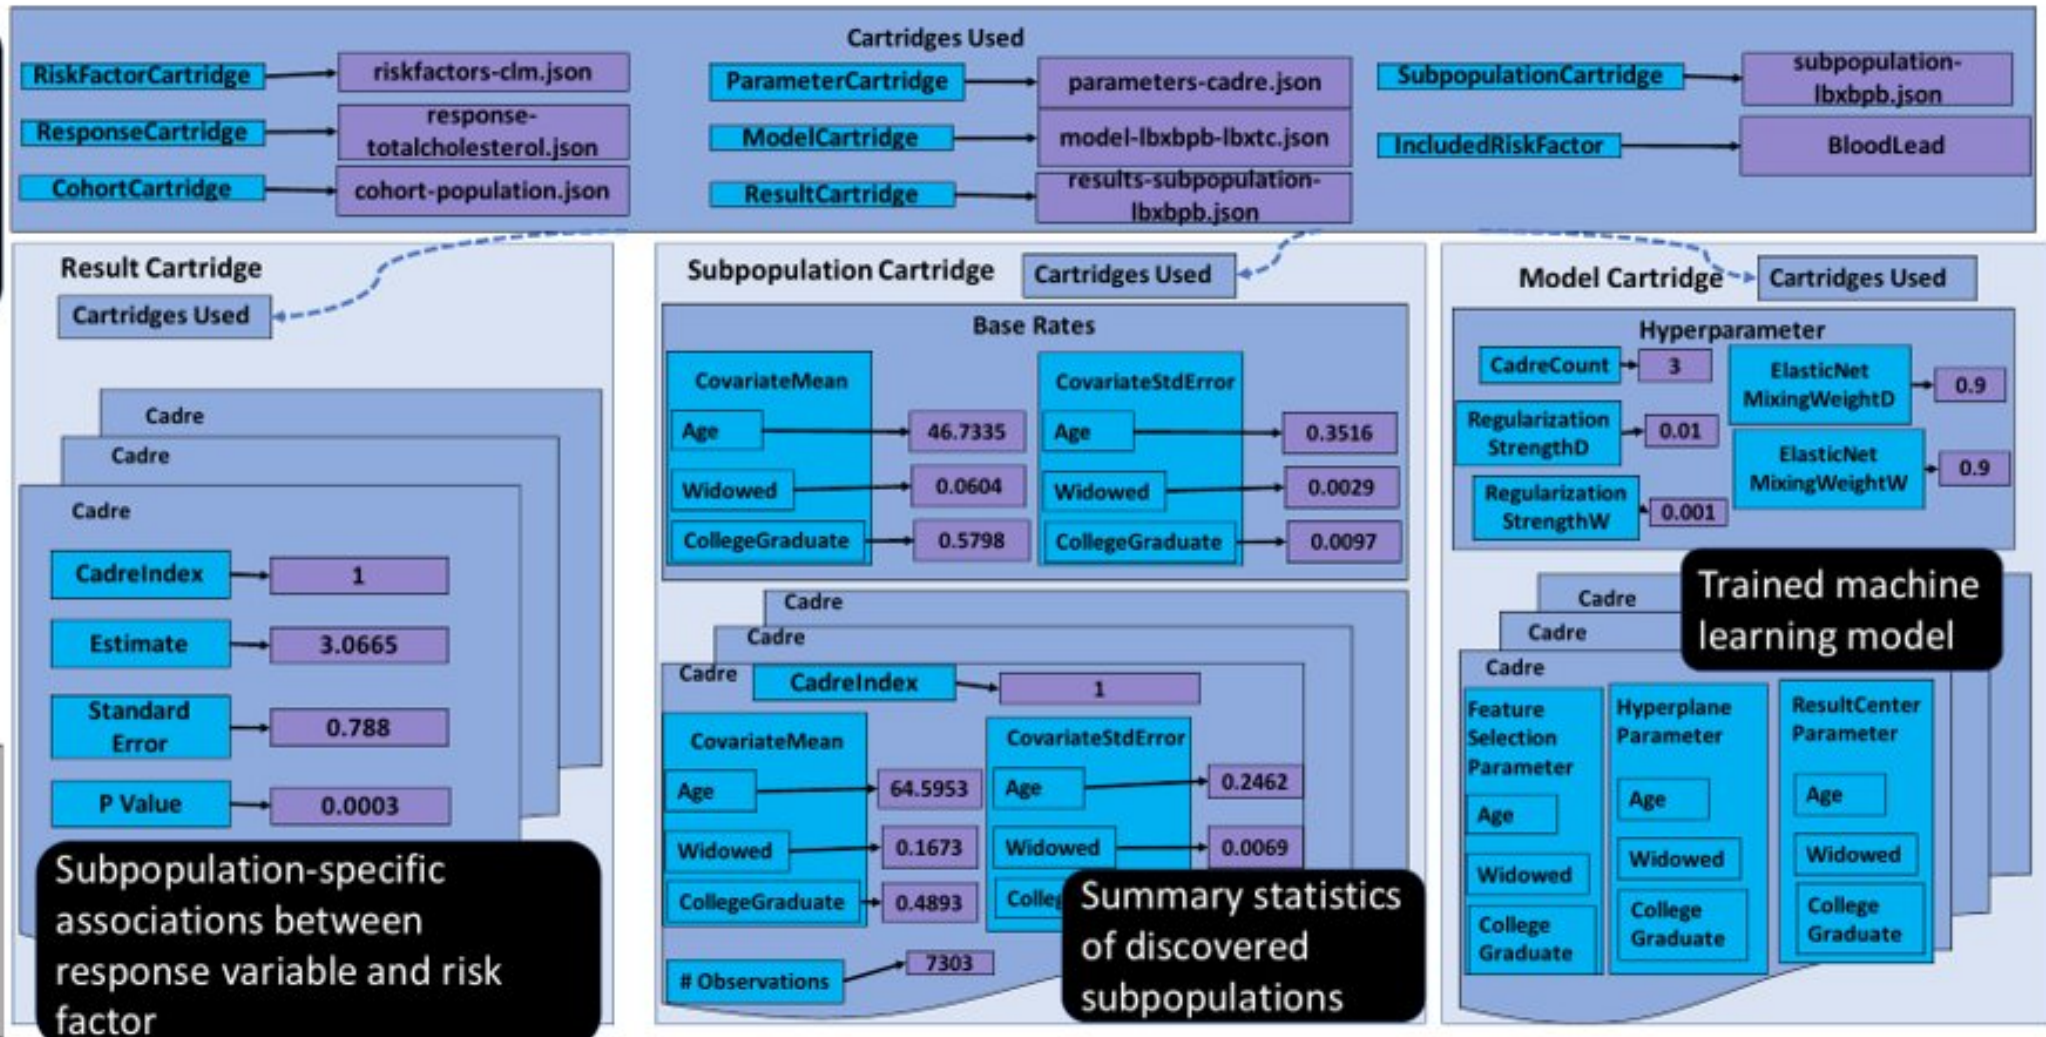 Cartridges Used
RiskFactorCartridge
riskfactors-clm.json
ResponseCartridge
response-
totalcholesterol.json
CohortCartridge
cohort-population.json
ParameterCartridge
parameters-cadre.json
ModelCartridge
model-lbxbpb-lbxtc.json
ResultCartridge
results-subpopulation-
lbxbpb.json
SubpopulationCartridge
subpopulation-
lbxbpb.json
IncludedRiskFactor
BloodLead
Result Cartridge
Cartridges Used
Cadre
Cadre
Cadre
CadreIndex
1
Estimate
3.0665
Standard
Error
0.788
P Value
0.0003
Subpopulation-specific
associations between
response variable and risk
factor
Subpopulation Cartridge
Cartridges Used
Base Rates
CovariateMean
Age
46.7335
Widowed
0.0604
CollegeGraduate
0.5798
CovariateStdError
Age
0.3516
Widowed
0.0029
CollegeGraduate
0.0097
Cadre
Cadre
Cadre
CadreIndex
1
CovariateMean
Age
64.5953
Widowed
0.1673
CollegeGraduate
0.4893
# Observations
7303
CovariateStdError
Age
0.2462
Widowed
0.0069
Summary statistics
of discovered
subpopulations
Model Cartridge
Cartridges Used
Hyperparameter
CadreCount
3
Regularization
StrengthD
0.01
Regularization
StrengthW
0.001
ElasticNet
MixingWeightD
0.9
ElasticNet
MixingWeightW
0.9
Trained machine
learning model
Cadre
Cadre
Cadre
Feature
Selection
Parameter
Age
Widowed
College
Graduate
Hyperplane
Parameter
Age
Widowed
College
Graduate
ResultCenter
Parameter
Age
Widowed
College
Graduate